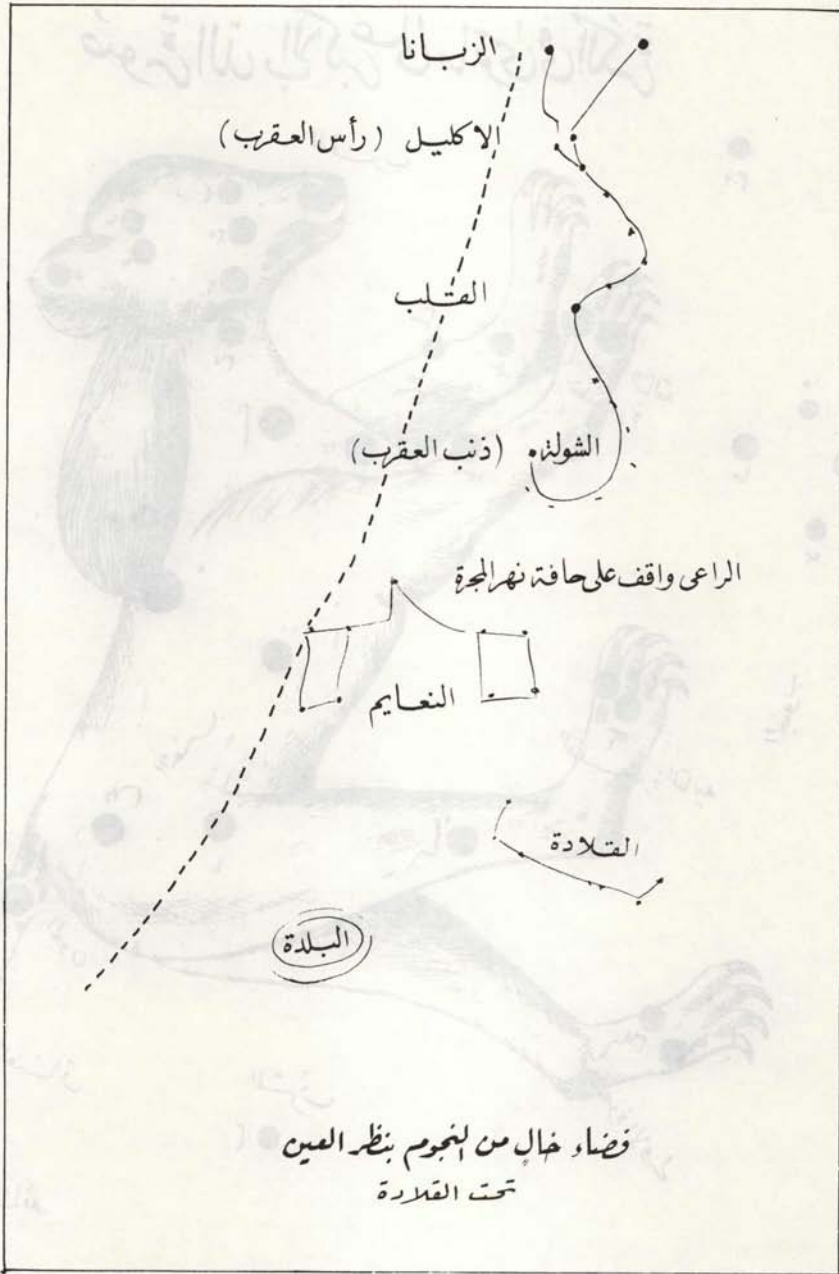 الزبانا
الاكليل (رأس العقرب)
القلب
الشولة (ذنب العقرب)
الراعى واقف على حافة نهر المجرة
النعايم
القلادة
البلدة
فضاء خالٍ من النجوم بنظر العين
تحت القلادة